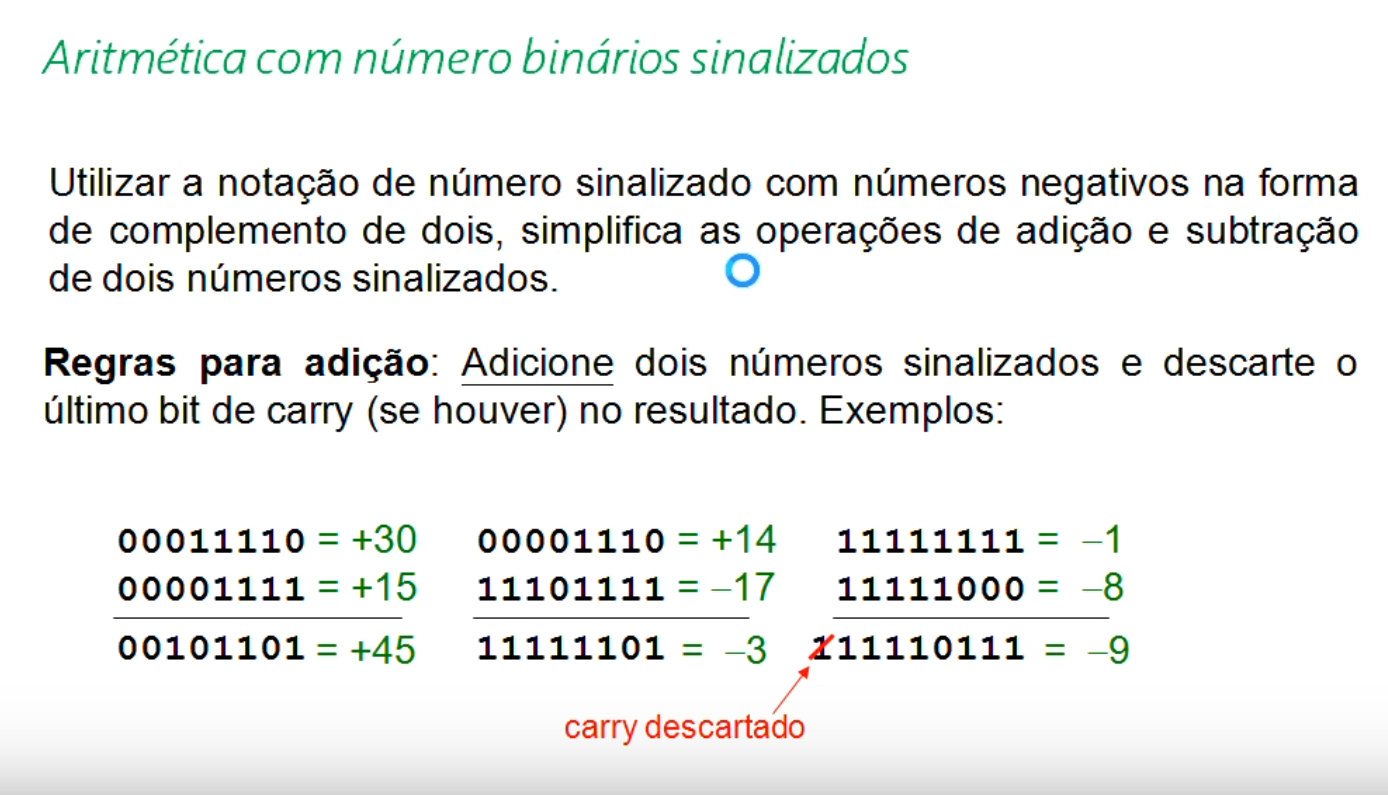 Aritmética com número binários sinalizados
Utilizar a notação de número sinalizado com números negativos na forma
de complemento de dois, simplifica as operações de adição e subtração
de dois números sinalizados.
Regras para adição: Adicione dois números sinalizados e descarte o
último bit de carry (se houver) no resultado. Exemplos:
00011110 = +30 00001110 = +14 11111111 = –1
00001111 = +15 11101111 = –17 11111000 = –8
00101101 = +45 11111101 = –3 111110111 = –9
carry descartado